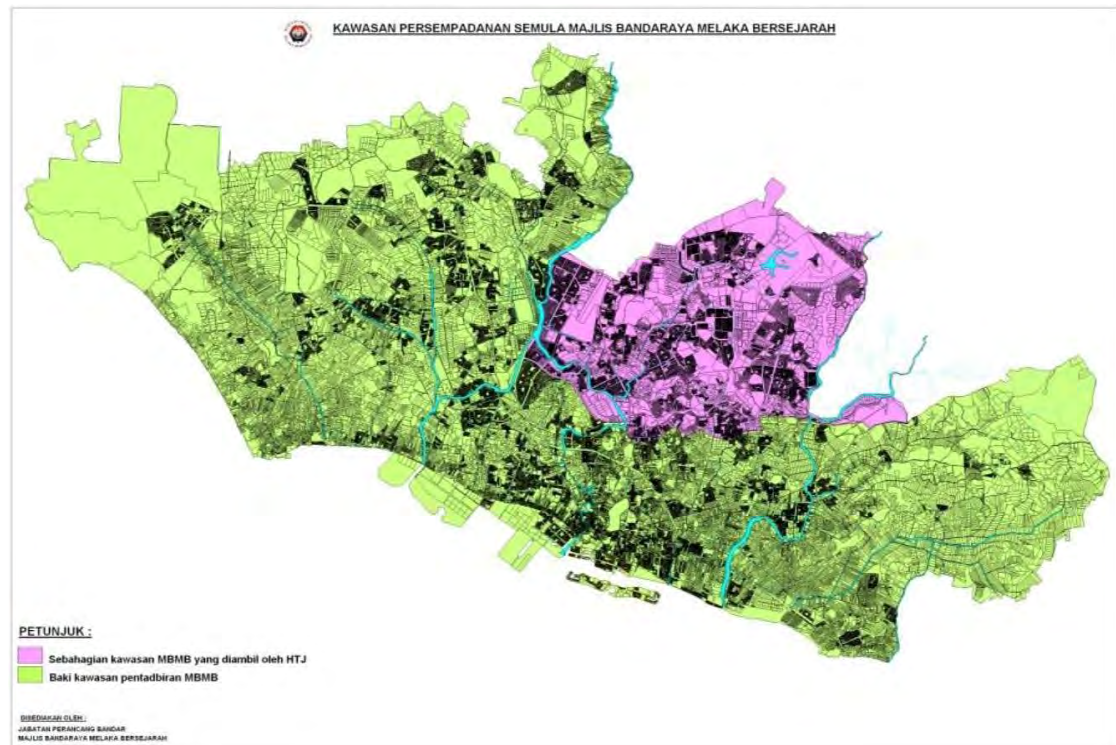 KAWASAN PERSEMPADANAN SEMULA MAJLIS BANDARAYA MELAKA BERSEJARAH
PETUNJUK :
Sebahagian kawasan MBMB yang diambil oleh HTJ
Baki kawasan pentadbiran MBMB
DISEDIAKAN OLEH :
JABATAN PERANCANG BANDAR
MAJLIS BANDARAYA MELAKA BERSEJARAH